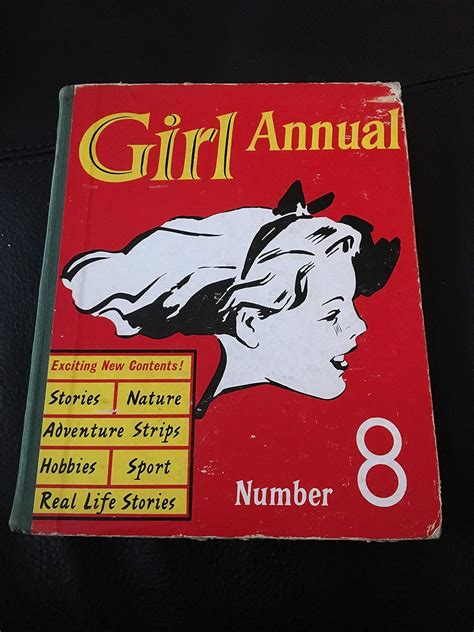 Girl Annual
Exciting New Contents!
Stories Nature
Adventure Strips
Hobbies Sport
Real Life Stories
Number 8